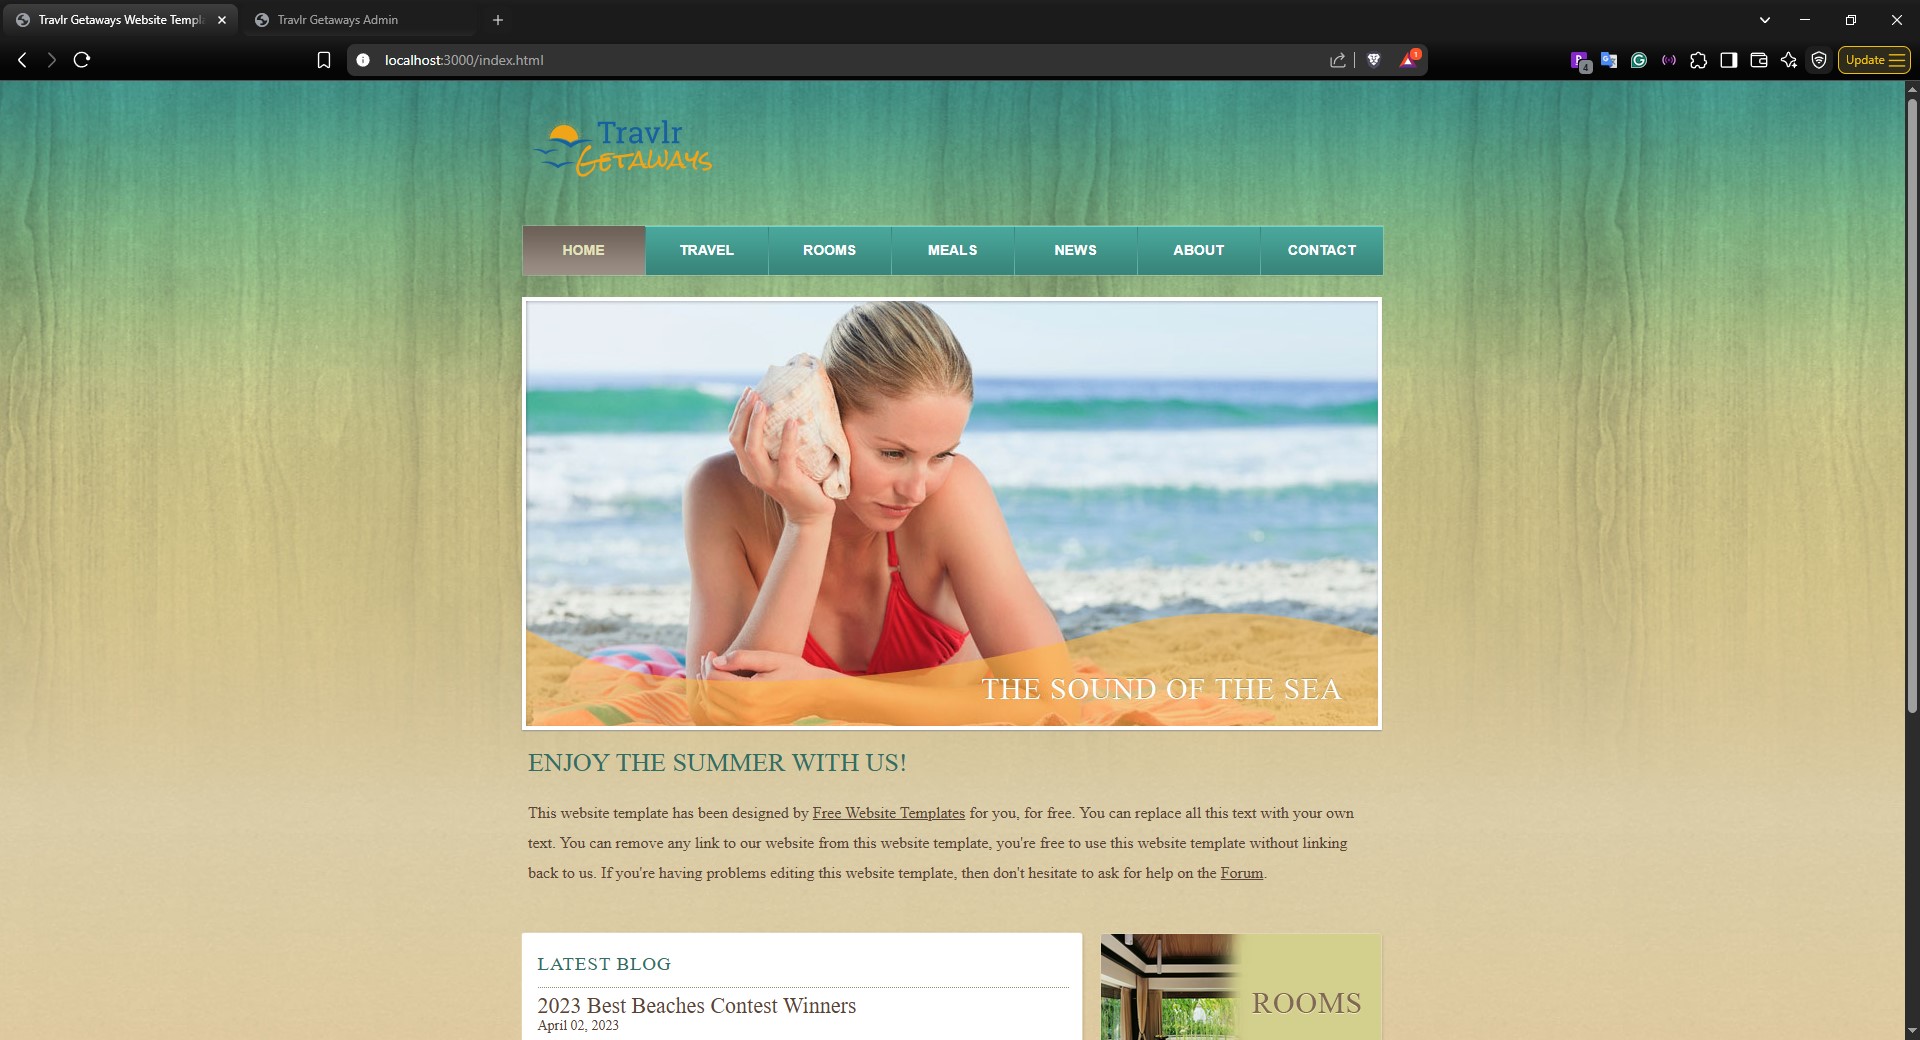 Travlr Getaways Website Templ
Travlr Getaways Admin
localhost:3000/index.html
1
4
Update
Travlr
GETAWAYS
HOME
TRAVEL
ROOMS
MEALS
NEWS
ABOUT
CONTACT
THE SOUND OF THE SEA
ENJOY THE SUMMER WITH US!
This website template has been designed by Free Website Templates for you, for free. You can replace all this text with your own
text. You can remove any link to our website from this website template, you're free to use this website template without linking
back to us. If you're having problems editing this website template, then don't hesitate to ask for help on the Forum.
LATEST BLOG
2023 Best Beaches Contest Winners
April 02, 2023
ROOMS